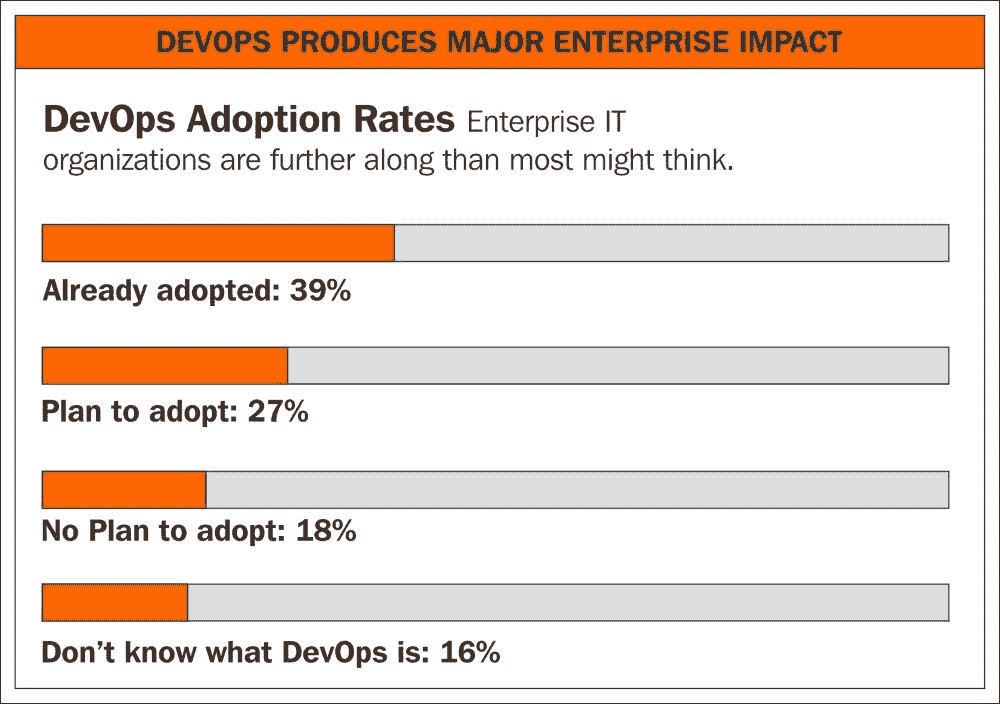 DEVOPS PRODUCES MAJOR ENTERPRISE IMPACT
DevOps Adoption Rates Enterprise IT
organizations are further along than most might think.
Already adopted: 39%
Plan to adopt: 27%
No Plan to adopt: 18%
Don’t know what DevOps is: 16%